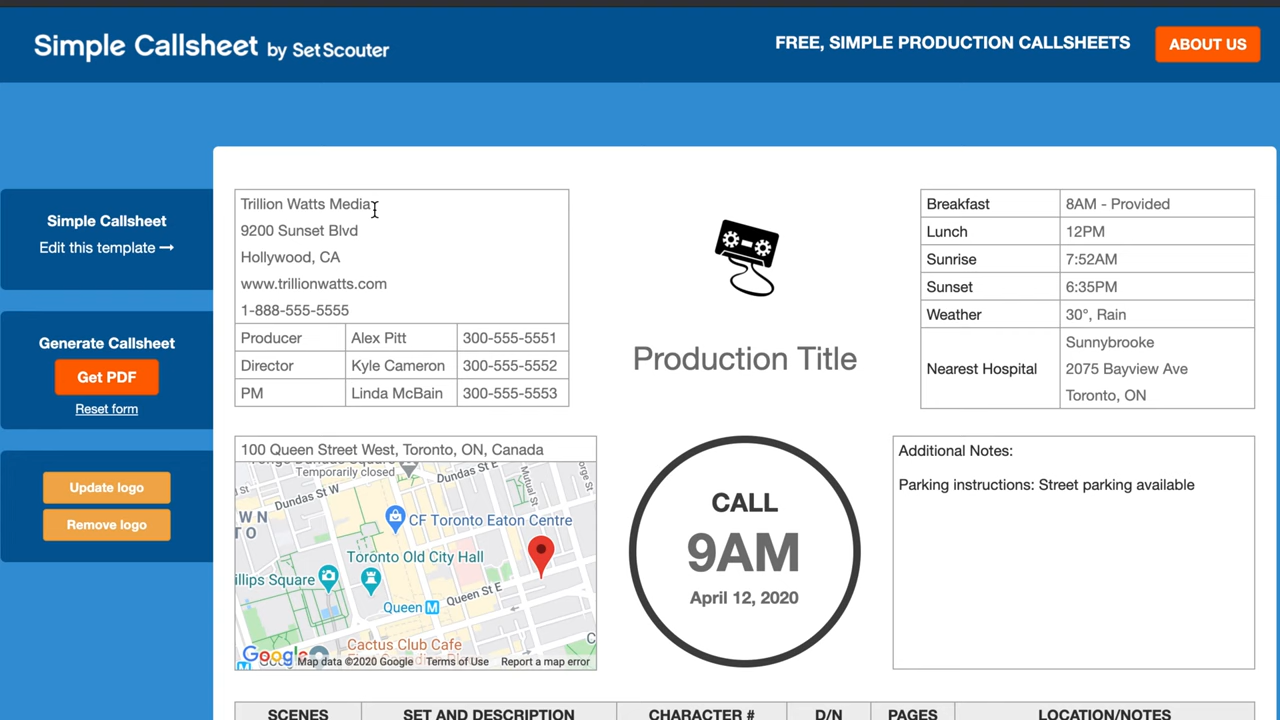 Simple Callsheet by SetScouter
FREE, SIMPLE PRODUCTION CALLSHEETS
ABOUT US
Simple Callsheet
Edit this template →
Generate Callsheet
Get PDF
Reset form
Update logo
Remove logo
Trillion Watts Media
9200 Sunset Blvd
Hollywood, CA
www.trillionwatts.com
1-888-555-5555
Producer Alex Pitt 300-555-5551
Director Kyle Cameron 300-555-5552
PM Linda McBain 300-555-5553
Production Title
Breakfast 8AM - Provided
Lunch 12PM
Sunrise 7:52AM
Sunset 6:35PM
Weather 30°, Rain
Nearest Hospital
Sunnybrooke
2075 Bayview Ave
Toronto, ON
100 Queen Street West, Toronto, ON, Canada
Temporarily closed
Dundas St E
Dundas St W
Mutual St
WN
TO
CF Toronto Eaton Centre
Toronto Old City Hall
illips Square
Queen St E
Queen M
Cactus Club Cafe
Google
Map data ©2020 Google
Terms of Use
Report a map error
CALL
9AM
April 12, 2020
Additional Notes:
Parking instructions: Street parking available
SCENES SET AND DESCRIPTION CHARACTER # D/N PAGES LOCATION/NOTES